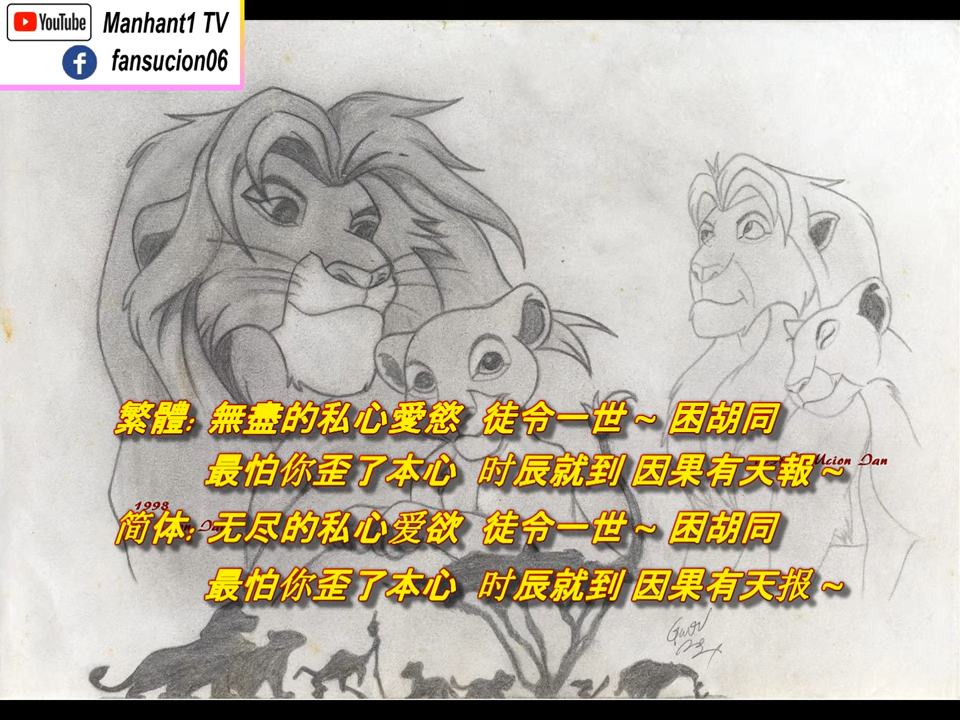 YouTube Manhant1 TV
fansucion06
繁體: 無盡的私心愛慾 徒令一世 ~ 困胡同
最怕你歪了本心 时辰就到 因果有天報 ~
Ucion Dan
1998
简体: 无尽的私心爱欲 徒令一世 ~ 困胡同
最怕你歪了本心 时辰就到 因果有天报 ~